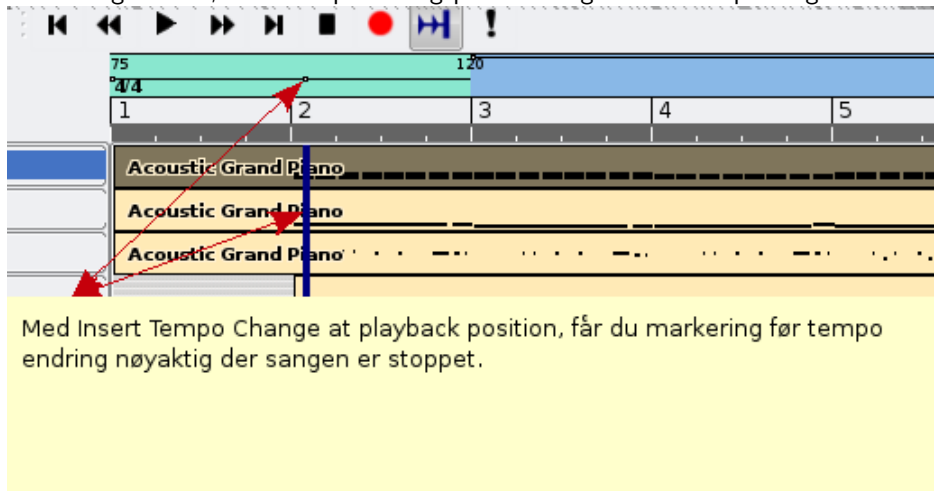 75 120
4/4
1 2 3 4 5
Acoustic Grand Piano
Acoustic Grand Piano
Acoustic Grand Piano
Med Insert Tempo Change at playback position, får du markering før tempo
endring nøyaktig der sangen er stoppet.